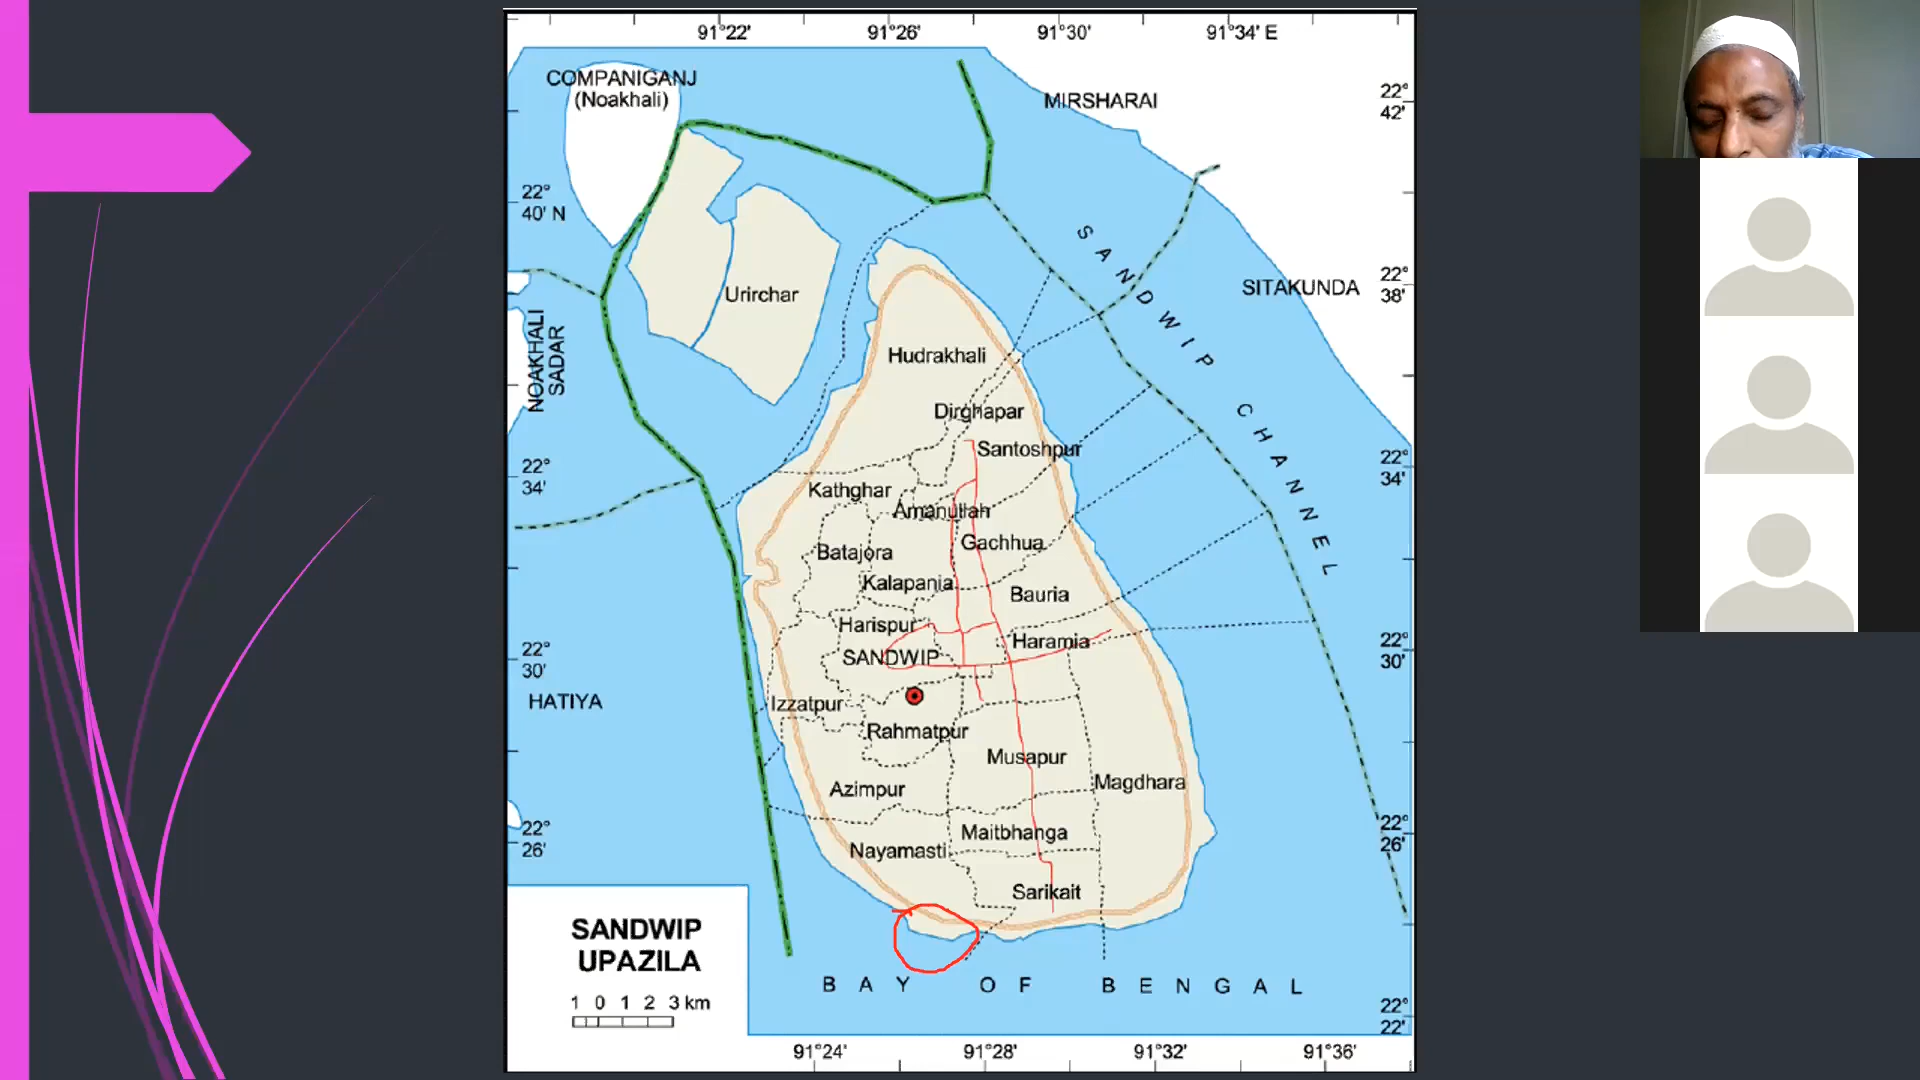 91°22'
91°26'
91°30'
91°34' E
COMPANIGANJ
(Noakhali)
MIRSHARAI
22°
42'
22°
40' N
SANDWIP CHANNEL
SITAKUNDA
22°
38'
Urirchar
NOAKHALI
SADAR
Hudrakhali
Dirghapar
Santoshpur
22°
34'
22°
34'
Kathghar
Amanullah
Gachhua
Batajora
Kalapania
Bauria
Harispur
Haramia
22°
30'
SANDWIP
22°
30'
HATIYA
Izzatpur
Rahmatpur
Musapur
Magdhara
Azimpur
22°
26'
Maitbhanga
22°
26'
Nayamasti
Sarikait
SANDWIP
UPAZILA
BAY OF BENGAL
1 0 1 2 3 km
22°
22'
91°24'
91°28'
91°32'
91°36'